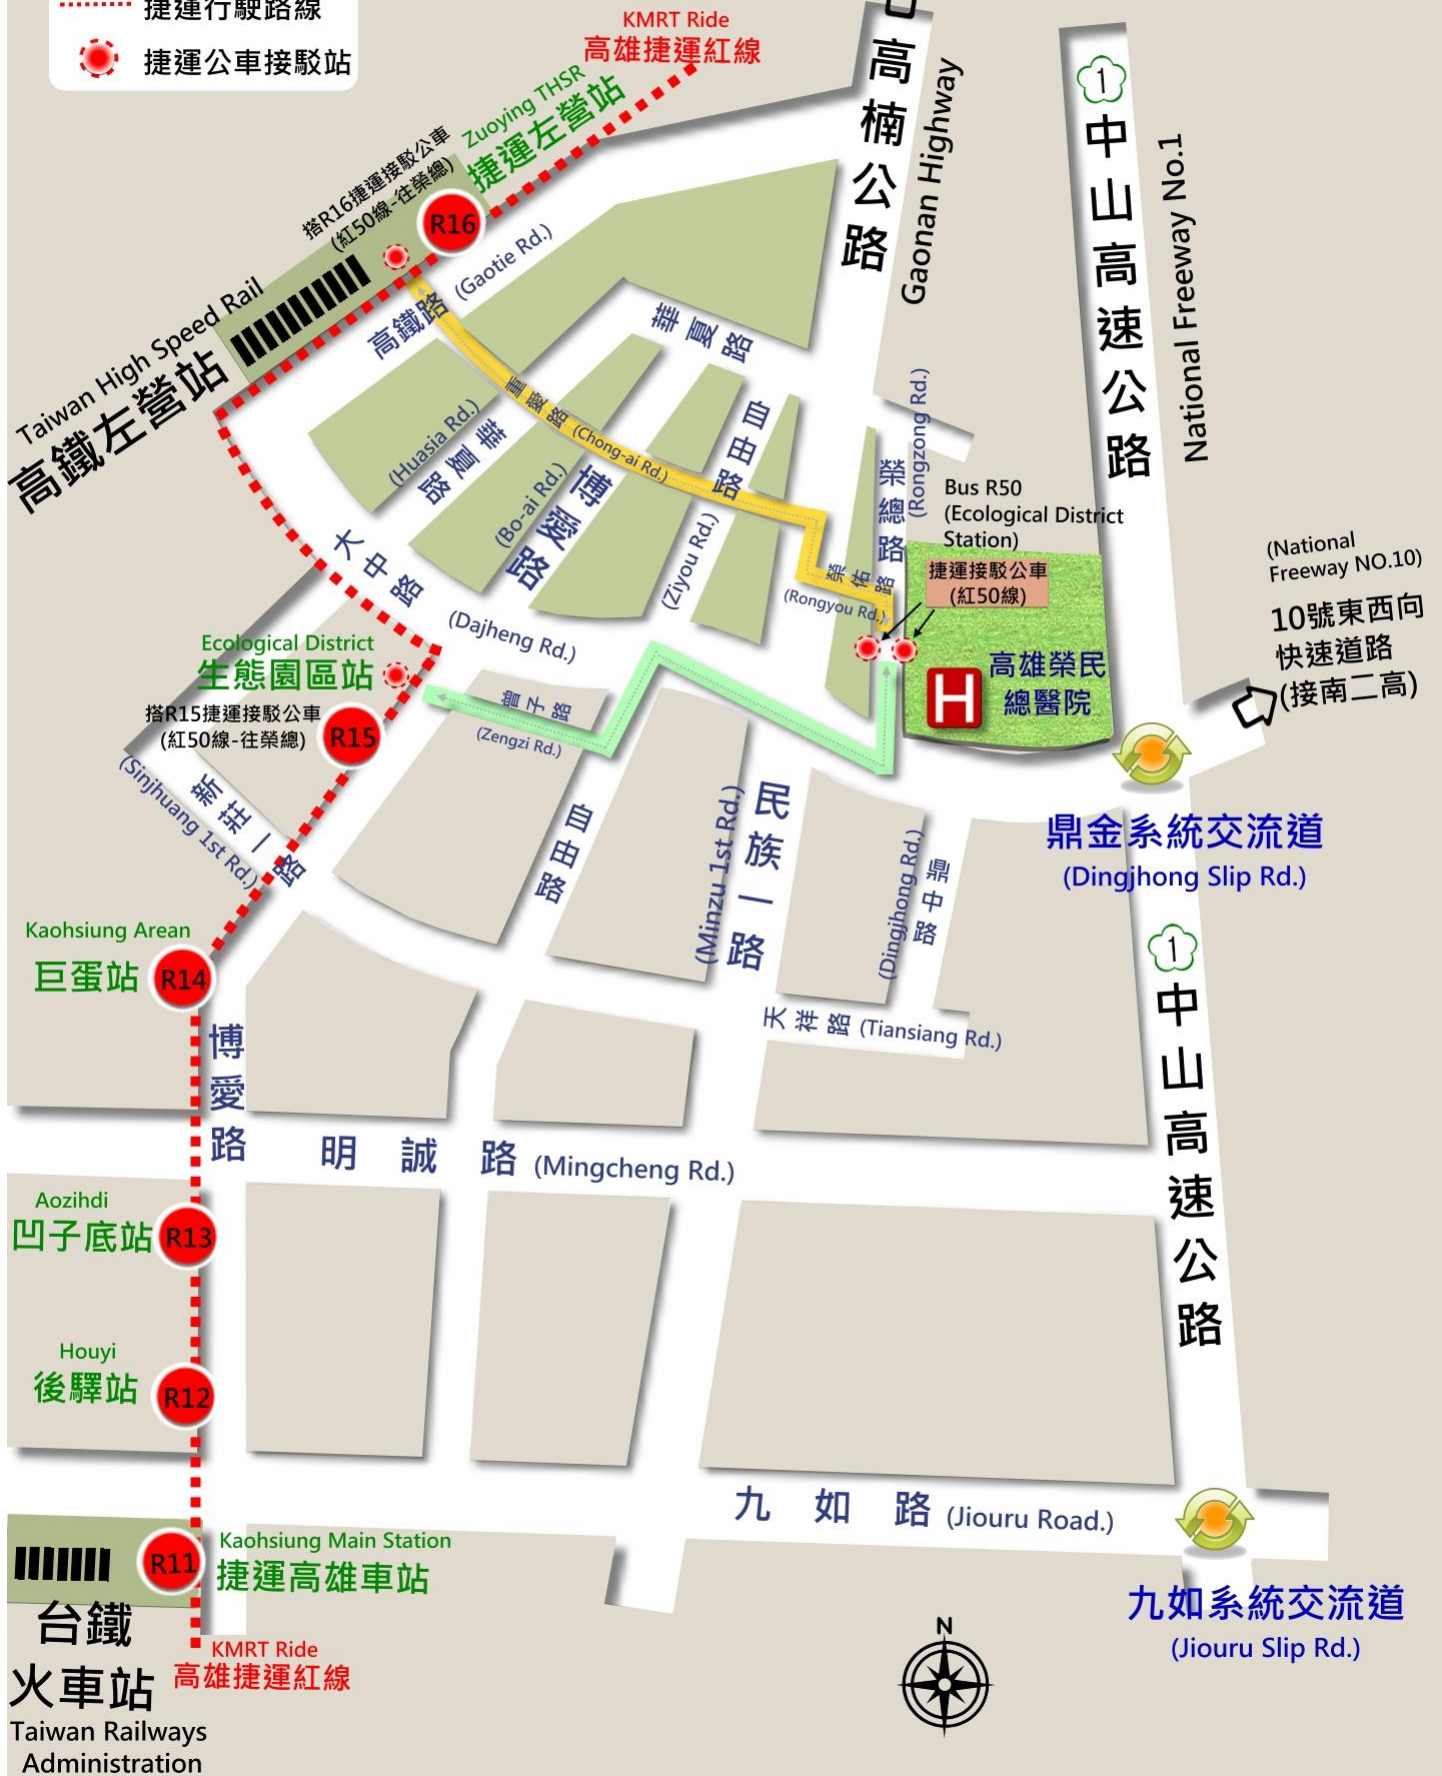 捷運行駛路線
捷運公車接駁站
KMRT Ride
高雄捷運紅線
Zuoying THSR
捷運左營站
搭R16捷運接駁公車
(紅50線-往榮總)
R16
高楠公路
Gaonan Highway
1
中山高速公路
National Freeway No.1
Taiwan High Speed Rail
高鐵左營站
高鐵路
(Gaotie Rd.)
華夏路
重愛路 (Chong-ai Rd.)
(Huasia Rd.)
華夏路
(Bo-ai Rd.)
博愛路
自由路
(Ziyou Rd.)
榮總路
(Rongzong Rd.)
Bus R50
(Ecological District
Station)
捷運接駁公車
(紅50線)
榮佑路
(Rongyou Rd.)
(National
Freeway NO.10)
10號東西向
快速道路
(接南二高)
大中路
(Dajheng Rd.)
Ecological District
生態園區站
搭R15捷運接駁公車
(紅50線-往榮總)
R15
曾子路
(Zengzi Rd.)
H
高雄榮民
總醫院
新莊一路
(Sinjhuang 1st Rd.)
自由路
民族一路
(Minzu 1st Rd.)
鼎中路
(Dingjhong Rd.)
鼎金系統交流道
(Dingjhong Slip Rd.)
Kaohsiung Arean
巨蛋站
R14
天祥路 (Tiansiang Rd.)
1
中山高速公路
博愛路
明誠路 (Mingcheng Rd.)
Aozihdi
凹子底站
R13
Houyi
後驛站
R12
九如路 (Jiouru Road.)
R11
Kaohsiung Main Station
捷運高雄車站
台鐵
火車站
Taiwan Railways
Administration
KMRT Ride
高雄捷運紅線
N
九如系統交流道
(Jiouru Slip Rd.)